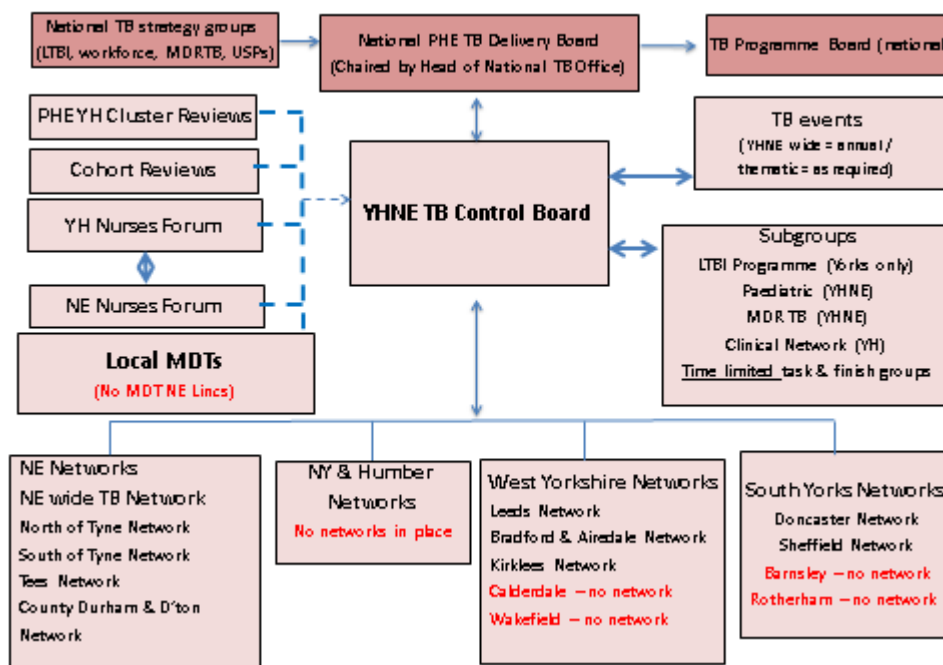 National TB strategy groups
(LTBI, workforce, MDRTB, USPs)
National PHE TB Delivery Board
(Chaired by Head of National TB Office)
TB Programme Board (national
PHE YH Cluster Reviews
Cohort Reviews
YH Nurses Forum
NE Nurses Forum
Local MDTs
(No MDT NE Lincs)
YHNE TB Control Board
TB events
(YHNE wide = annual /
thematic = as required)
Subgroups
LTBI Programme (Yorks only)
Paediatric (YHNE)
MDR TB (YHNE)
Clinical Network (YH)
Time limited task & finish groups
NE Networks
NE wide TB Network
North of Tyne Network
South of Tyne Network
Tees Network
County Durham & D'ton
Network
NY & Humber
Networks
No networks in place
West Yorkshire Networks
Leeds Network
Bradford & Airedale Network
Kirklees Network
Calderdale – no network
Wakefield – no network
South Yorks Networks
Doncaster Network
Sheffield Network
Barnsley – no network
Rotherham – no network